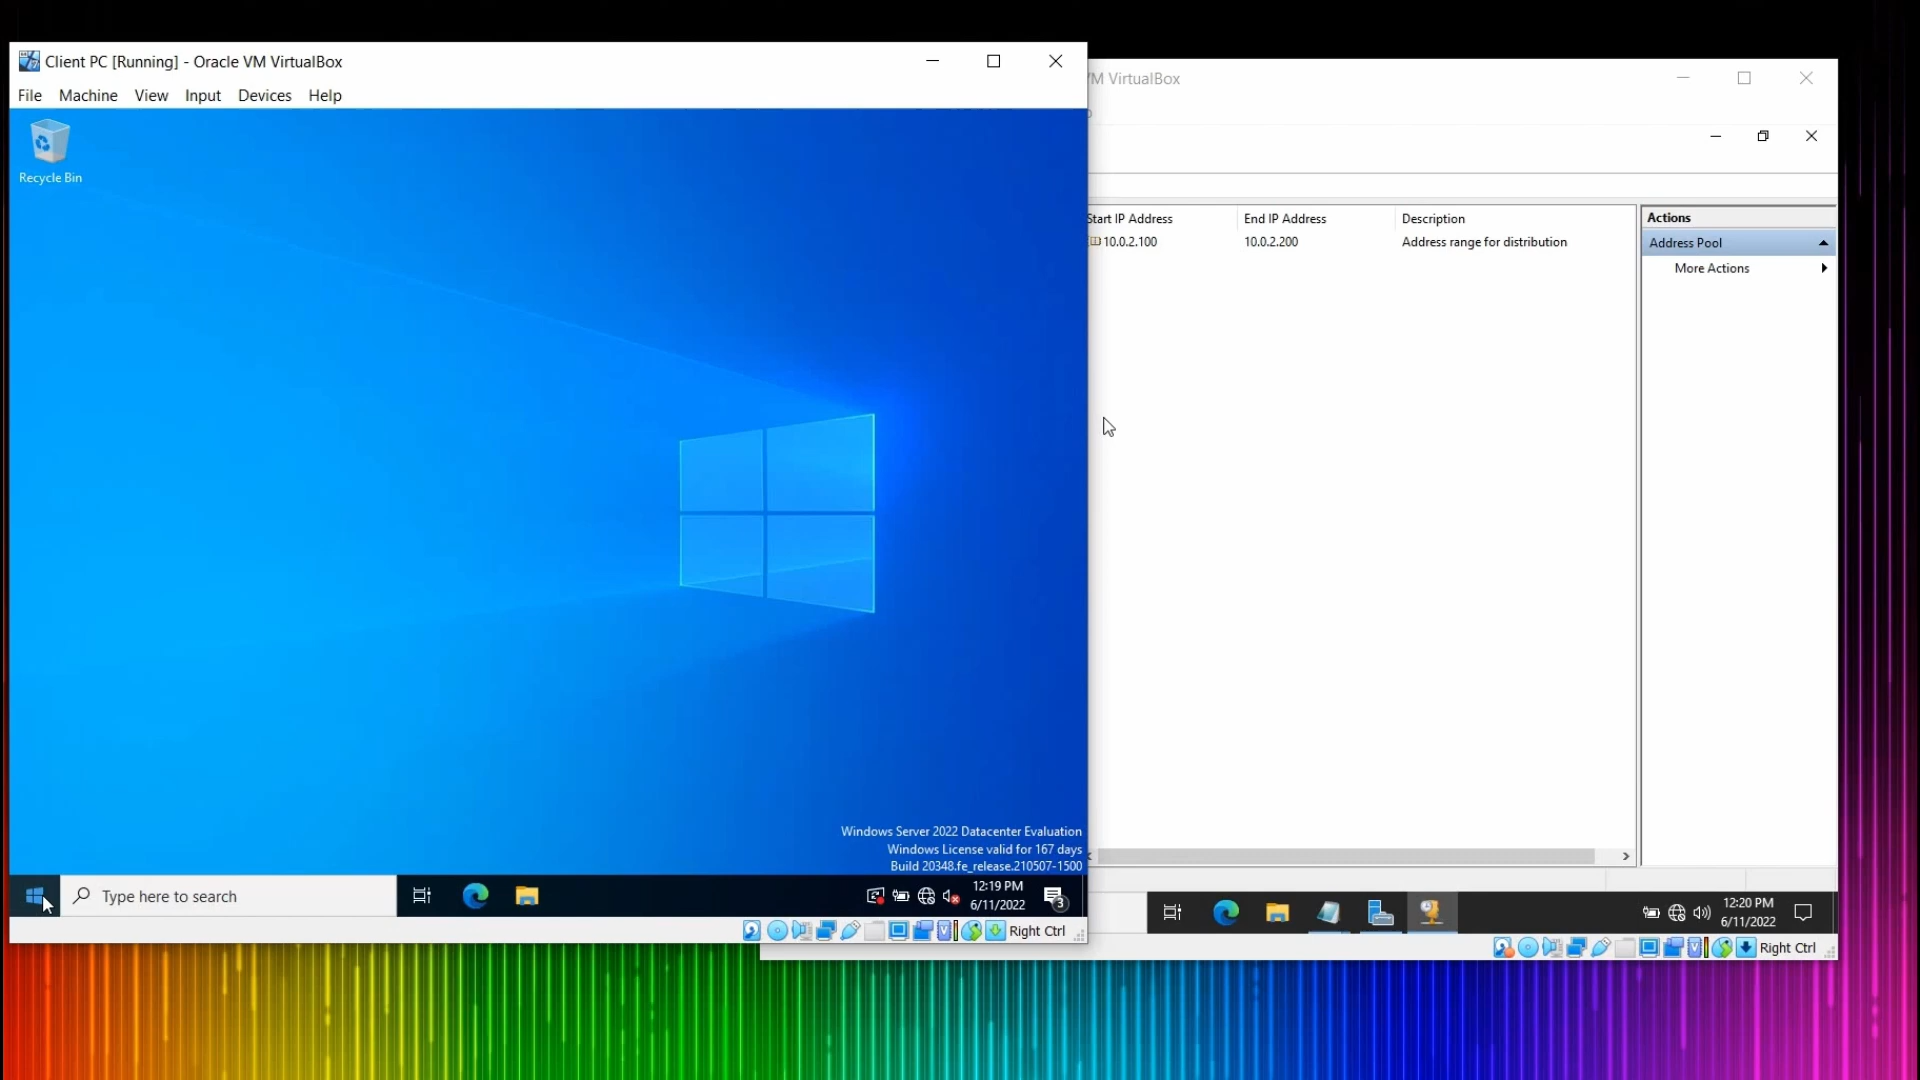 Client PC [Running] - Oracle VM VirtualBox
File Machine View Input Devices Help
Recycle Bin
Windows Server 2022 Datacenter Evaluation
Windows License valid for 167 days
Build 20348.fe_release.210507-1500
Type here to search
12:19 PM
6/11/2022
3
Right Ctrl
VM VirtualBox
Start IP Address End IP Address Description
10.0.2.100 10.0.2.200 Address range for distribution
Actions
Address Pool
More Actions
12:20 PM
6/11/2022
Right Ctrl